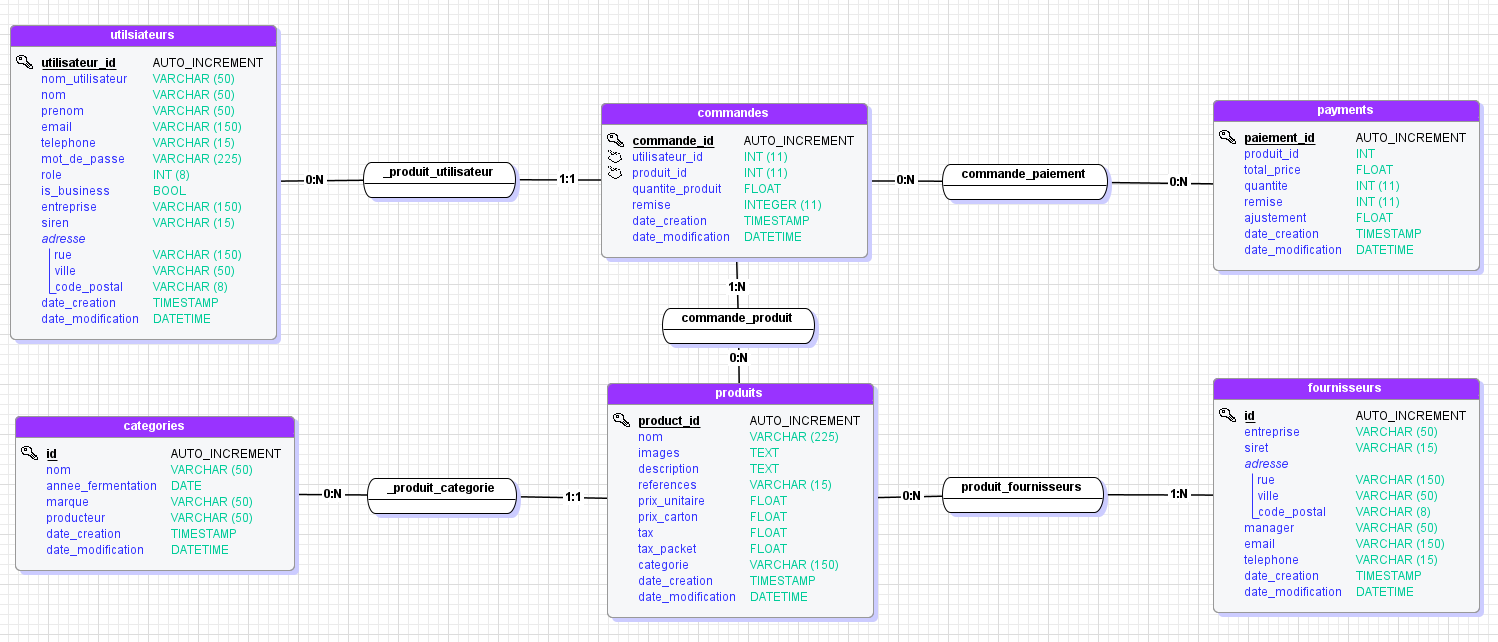 utilsiateurs
utilisateur_id AUTO_INCREMENT
nom_utilisateur VARCHAR (50)
nom VARCHAR (50)
prenom VARCHAR (50)
email VARCHAR (150)
telephone VARCHAR (15)
mot_de_passe VARCHAR (225)
role INT (8)
is_business BOOL
entreprise VARCHAR (150)
siren VARCHAR (15)
adresse
rue VARCHAR (150)
ville VARCHAR (50)
_code_postal VARCHAR (8)
date_creation TIMESTAMP
date_modification DATETIME
0:N
_produit_utilisateur
1:1
commandes
commande_id AUTO_INCREMENT
utilisateur_id INT (11)
produit_id INT (11)
quantite_produit FLOAT
remise INTEGER (11)
date_creation TIMESTAMP
date_modification DATETIME
0:N
commande_paiement
0:N
payments
paiement_id AUTO_INCREMENT
produit_id INT
total_price FLOAT
quantite INT (11)
remise INT (11)
ajustement FLOAT
date_creation TIMESTAMP
date_modification DATETIME
1:N
commande_produit
0:N
categories
id AUTO_INCREMENT
nom VARCHAR (50)
annee_fermentation DATE
marque VARCHAR (50)
producteur VARCHAR (50)
date_creation TIMESTAMP
date_modification DATETIME
0:N
_produit_categorie
1:1
produits
product_id AUTO_INCREMENT
nom VARCHAR (225)
images TEXT
description TEXT
references VARCHAR (15)
prix_unitaire FLOAT
prix_carton FLOAT
tax FLOAT
tax_packet FLOAT
categorie VARCHAR (150)
date_creation TIMESTAMP
date_modification DATETIME
0:N
produit_fournisseurs
1:N
fournisseurs
id AUTO_INCREMENT
entreprise VARCHAR (50)
siret VARCHAR (15)
adresse
rue VARCHAR (150)
ville VARCHAR (50)
_code_postal VARCHAR (8)
manager VARCHAR (50)
email VARCHAR (150)
telephone VARCHAR (15)
date_creation TIMESTAMP
date_modification DATETIME